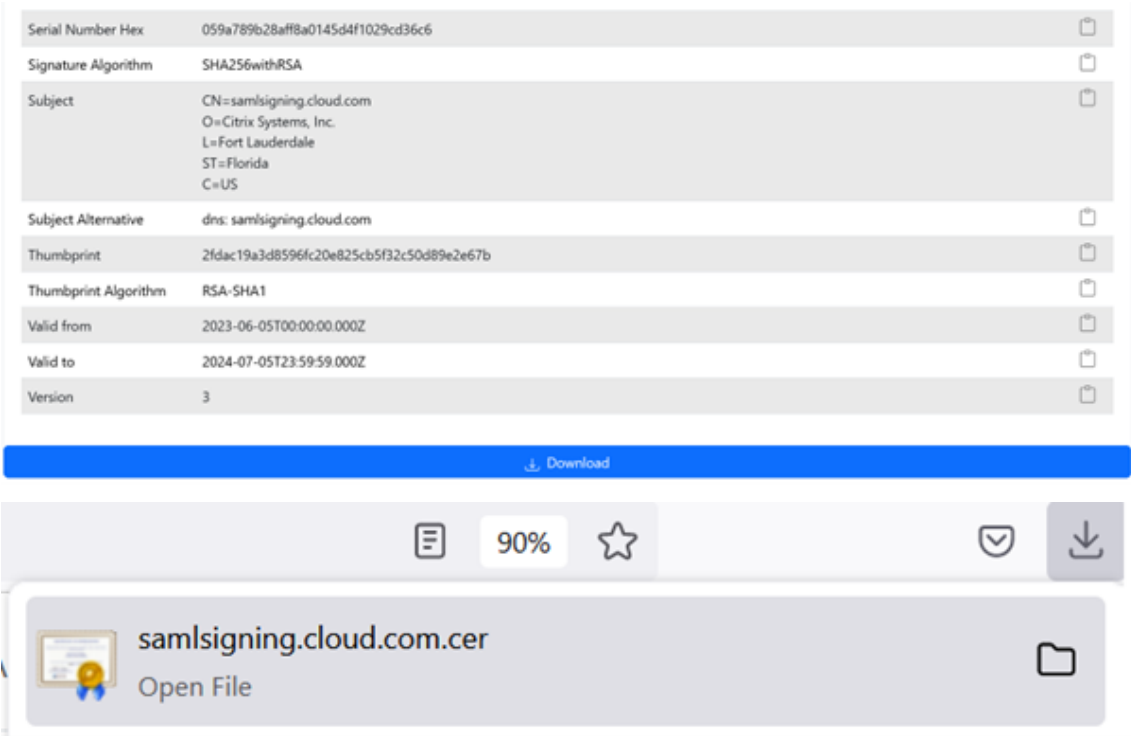 Serial Number Hex 059a789b28aff8a0145d4f1029cd36c6
Signature Algorithm SHA256withRSA
Subject CN=samlsigning.cloud.com
O=Citrix Systems, Inc.
L=Fort Lauderdale
ST=Florida
C=US
Subject Alternative dns: samlsigning.cloud.com
Thumbprint 2fdac19a3d8596fc20e825cb5f32c50d89e2e67b
Thumbprint Algorithm RSA-SHA1
Valid from 2023-06-05T00:00:00.000Z
Valid to 2024-07-05T23:59:59.000Z
Version 3
Download
90%
samlsigning.cloud.com.cer
Open File